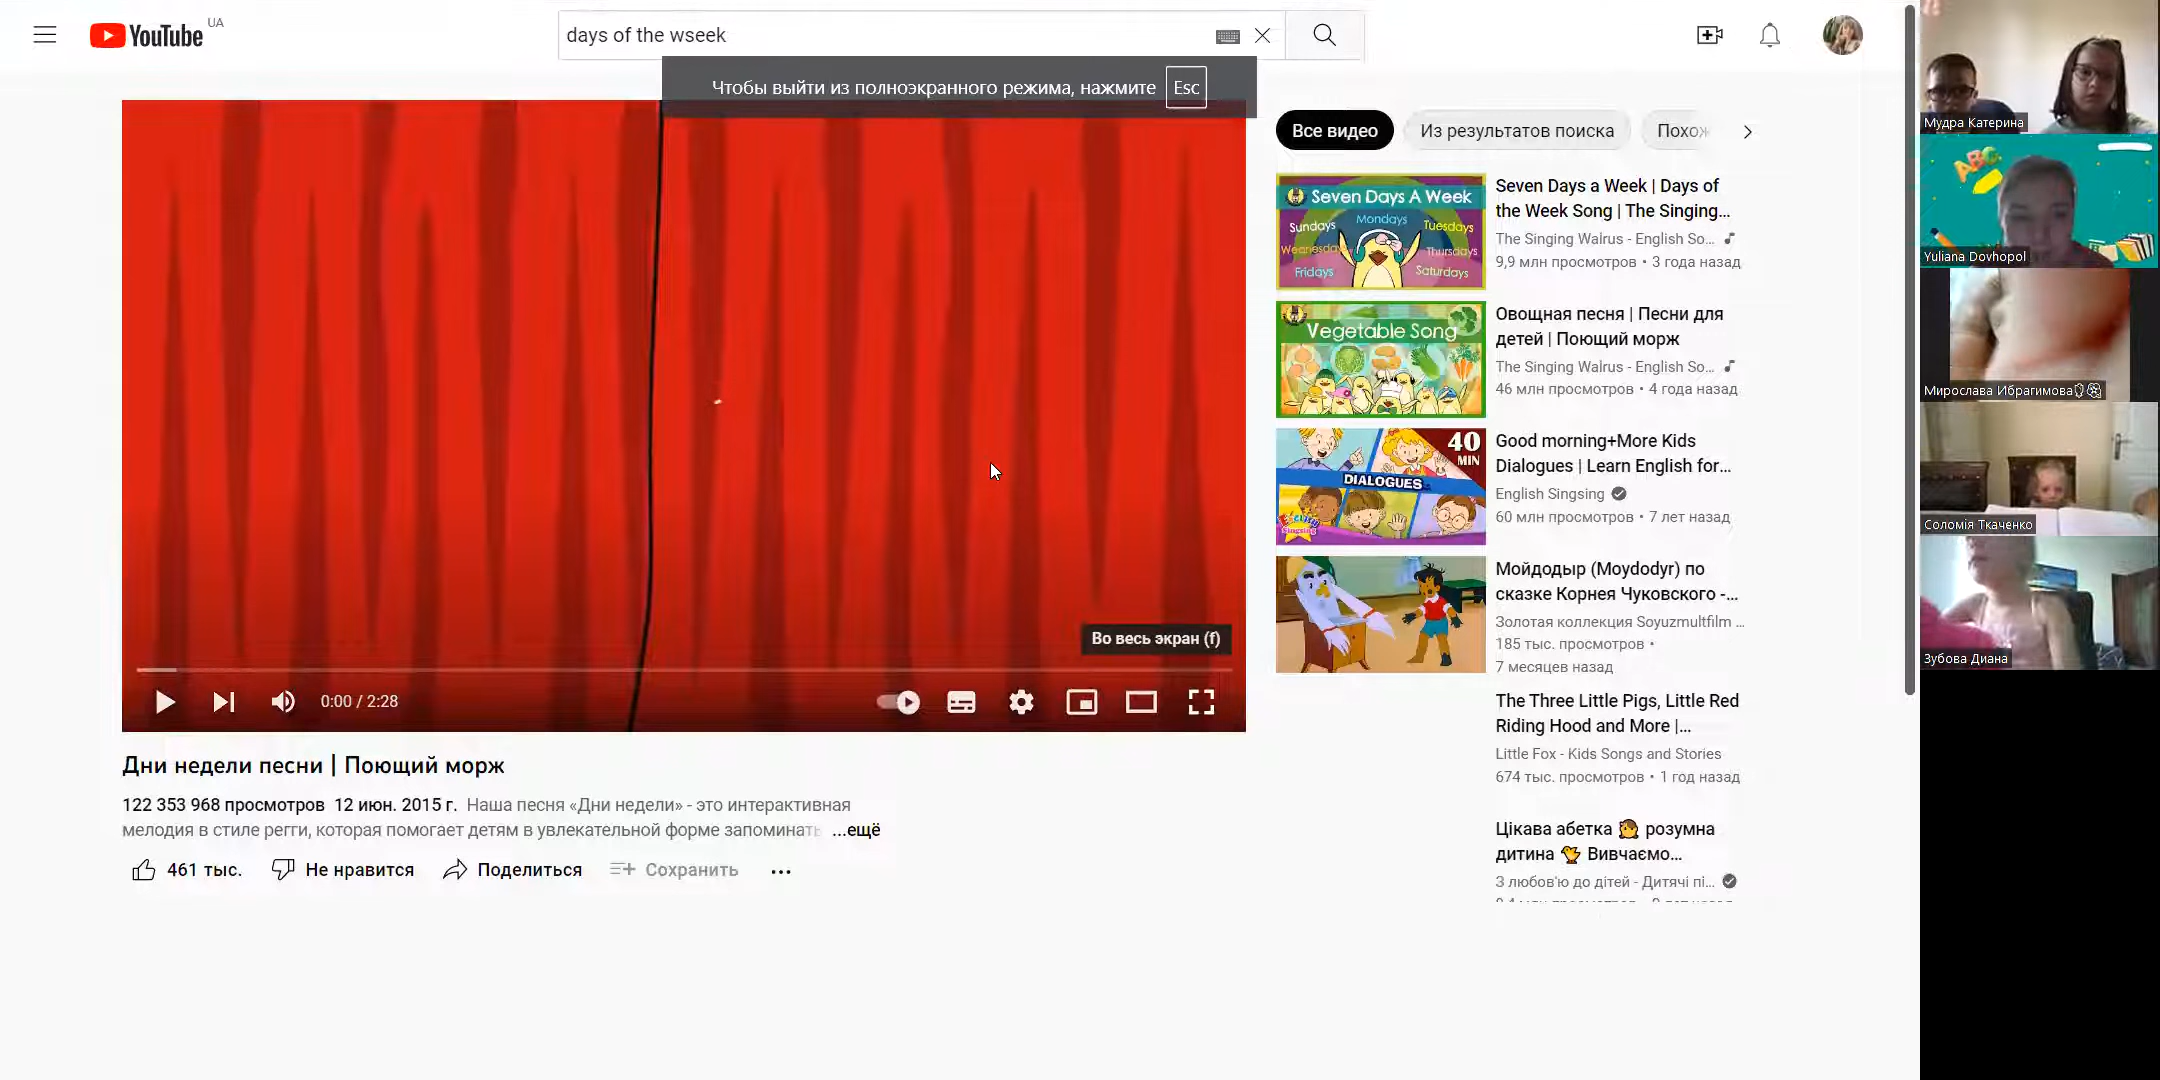 YouTube UA
days of the wseek
Чтобы выйти из полноэкранного режима, нажмите Esc
Во весь экран (f)
0:00 / 2:28
Дни недели песни | Поющий морж
122 353 968 просмотров 12 июн. 2015 г. Наша песня «Дни недели» - это интерактивная
мелодия в стиле регги, которая помогает детям в увлекательной форме запоминать ...ещё
461 тыс. Не нравится Поделиться Сохранить
Все видео Из результатов поиска Похож
Seven Days A Week
Mondays
Sundays Tuesdays
Wednesdays Thursdays
Fridays Saturdays
Seven Days a Week | Days of
the Week Song | The Singing...
The Singing Walrus - English So...
9,9 млн просмотров • 3 года назад
Vegetable Song
Овощная песня | Песни для
детей | Поющий морж
The Singing Walrus - English So...
46 млн просмотров • 4 года назад
40
MIN
DIALOGUES
English
Singsing
Good morning+More Kids
Dialogues | Learn English for...
English Singsing
60 млн просмотров • 7 лет назад
Мойдодыр (Moydodyr) по
сказке Корнея Чуковского -...
Золотая коллекция Soyuzmultfilm ...
185 тыс. просмотров •
7 месяцев назад
The Three Little Pigs, Little Red
Riding Hood and More |...
Little Fox - Kids Songs and Stories
674 тыс. просмотров • 1 год назад
Цікава абетка 🙆 розумна
дитина 🐤 Вивчаємо...
З любов'ю до дітей - Дитячі пі...
Мудра Катерина
ABC
Yuliana Dovhopol
Мирослава Ибрагимова
Соломія Ткаченко
Зубова Диана